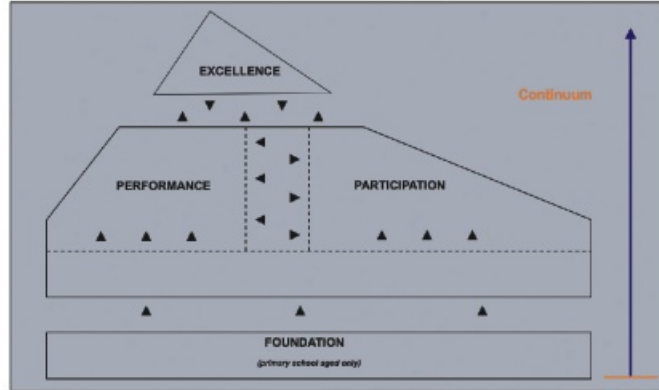 EXCELLENCE
Continuum
PERFORMANCE
PARTICIPATION
FOUNDATION
(primary school aged only)